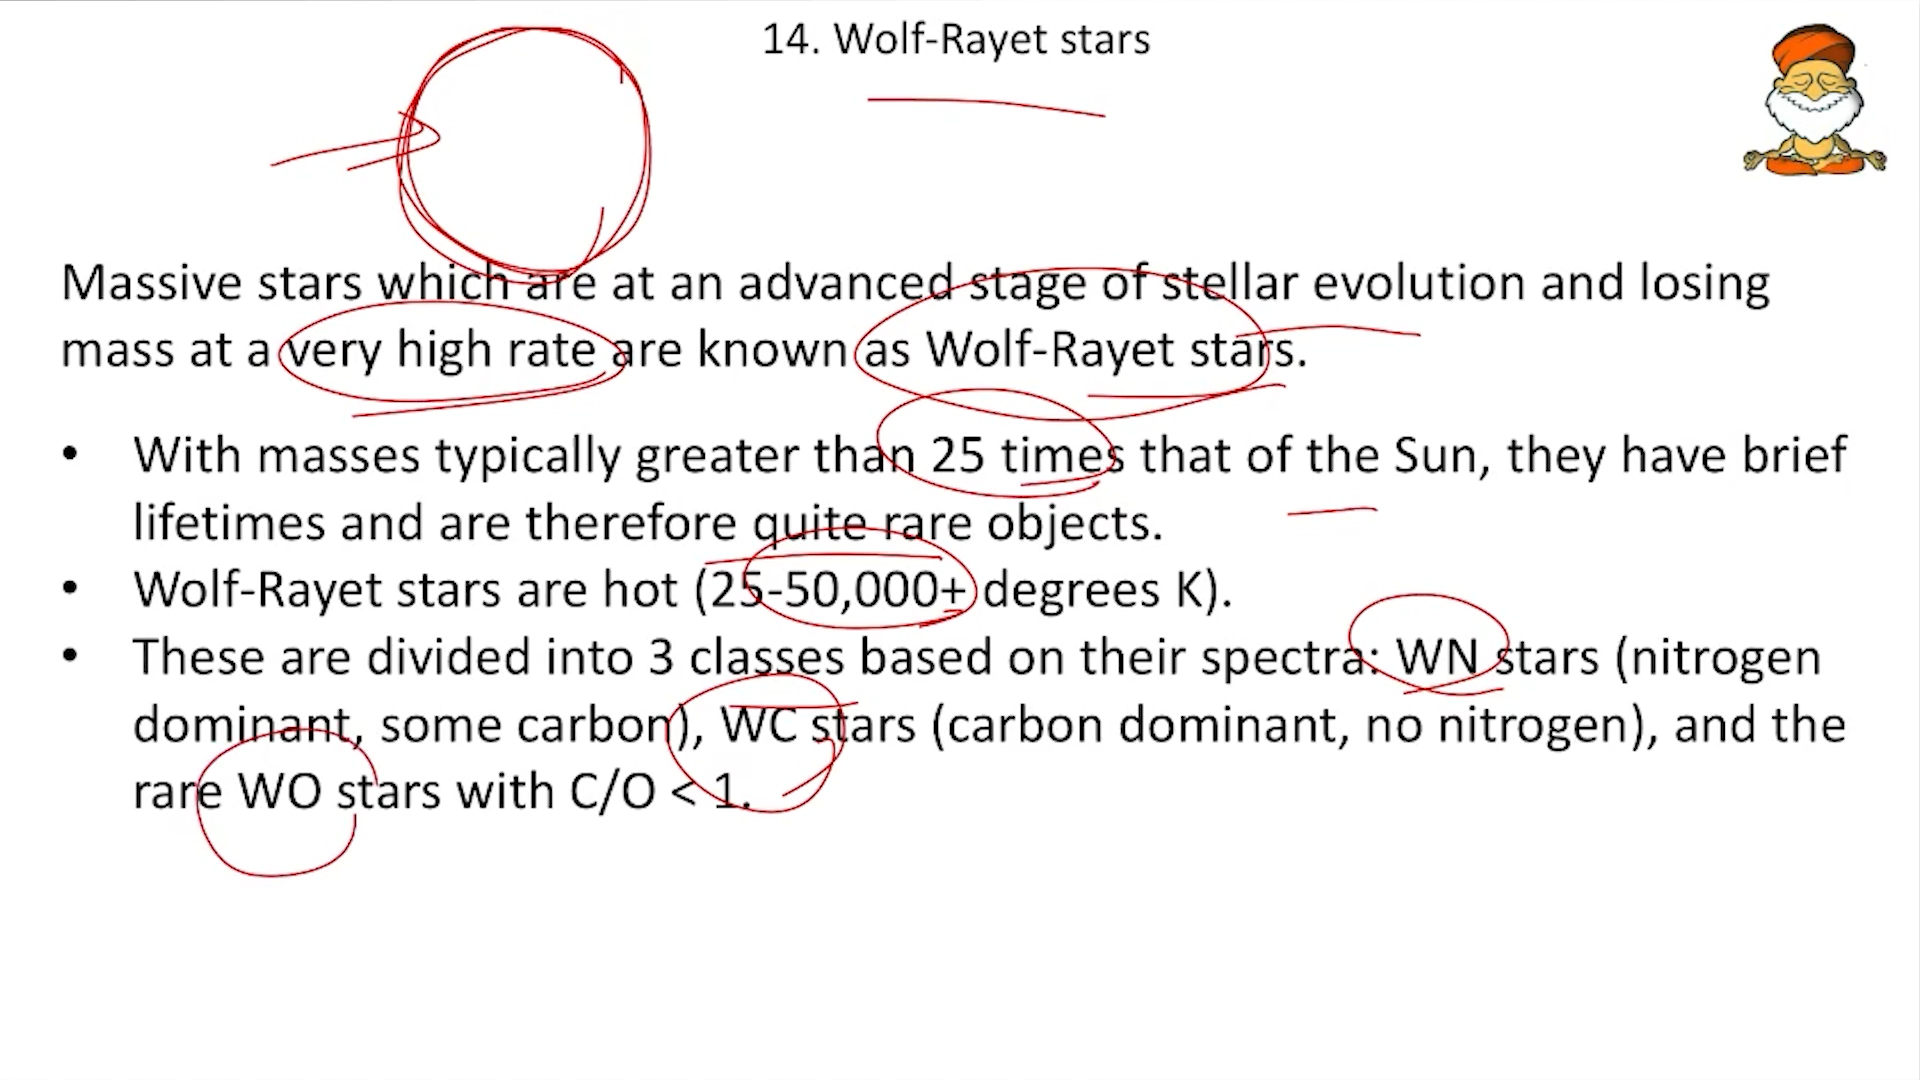 14. Wolf-Rayet stars
Massive stars which are at an advanced stage of stellar evolution and losing
mass at a very high rate are known as Wolf-Rayet stars.
• With masses typically greater than 25 times that of the Sun, they have brief
lifetimes and are therefore quite rare objects.
• Wolf-Rayet stars are hot (25-50,000+ degrees K).
• These are divided into 3 classes based on their spectra: WN stars (nitrogen
dominant, some carbon), WC stars (carbon dominant, no nitrogen), and the
rare WO stars with C/O < 1.